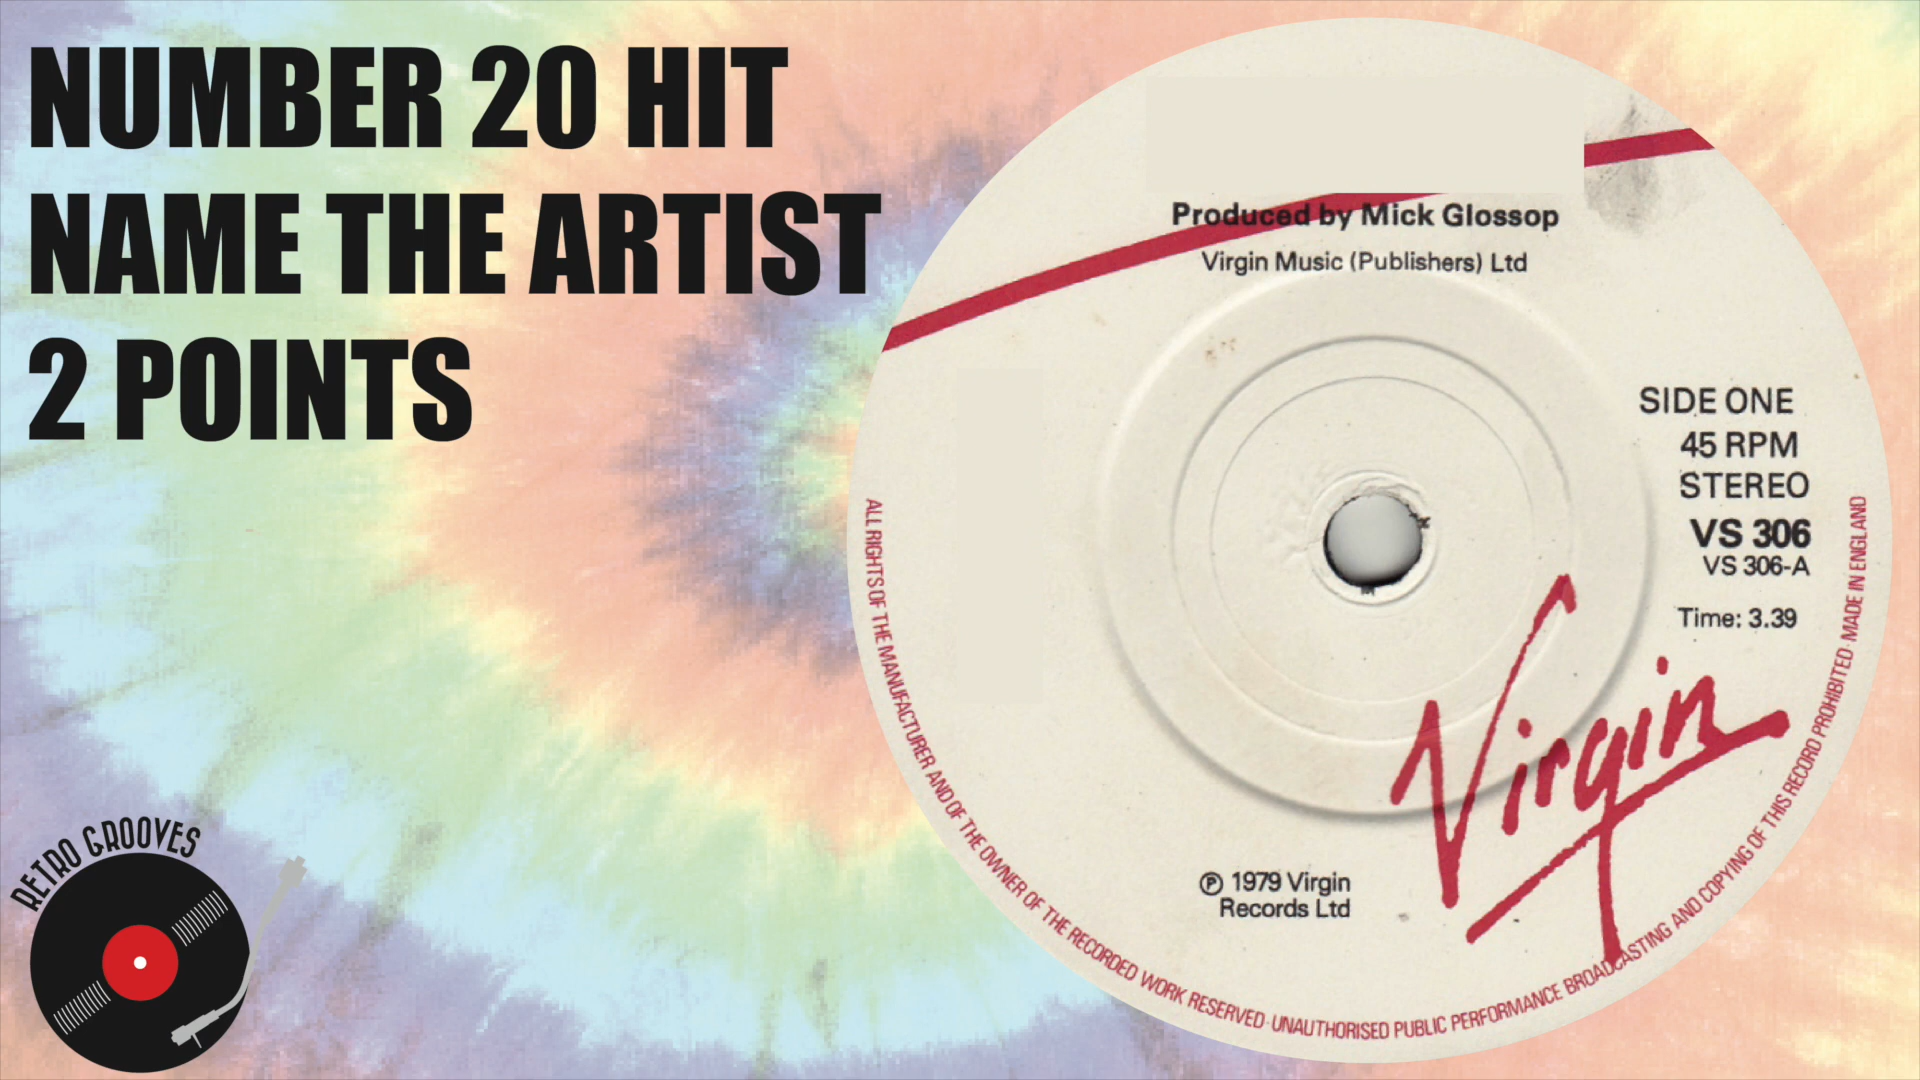 NUMBER 20 HIT
NAME THE ARTIST
2 POINTS
Produced by Mick Glossop
Virgin Music (Publishers) Ltd
SIDE ONE
45 RPM
STEREO
VS 306
VS 306-A
Time: 3.39
Virgin
℗ 1979 Virgin
Records Ltd
ALL RIGHTS OF THE MANUFACTURER AND OF THE OWNER OF THE RECORDED WORK RESERVED · UNAUTHORISED PUBLIC PERFORMANCE BROADCASTING AND COPYING OF THIS RECORD PROHIBITED · MADE IN ENGLAND
RETRO GROOVES